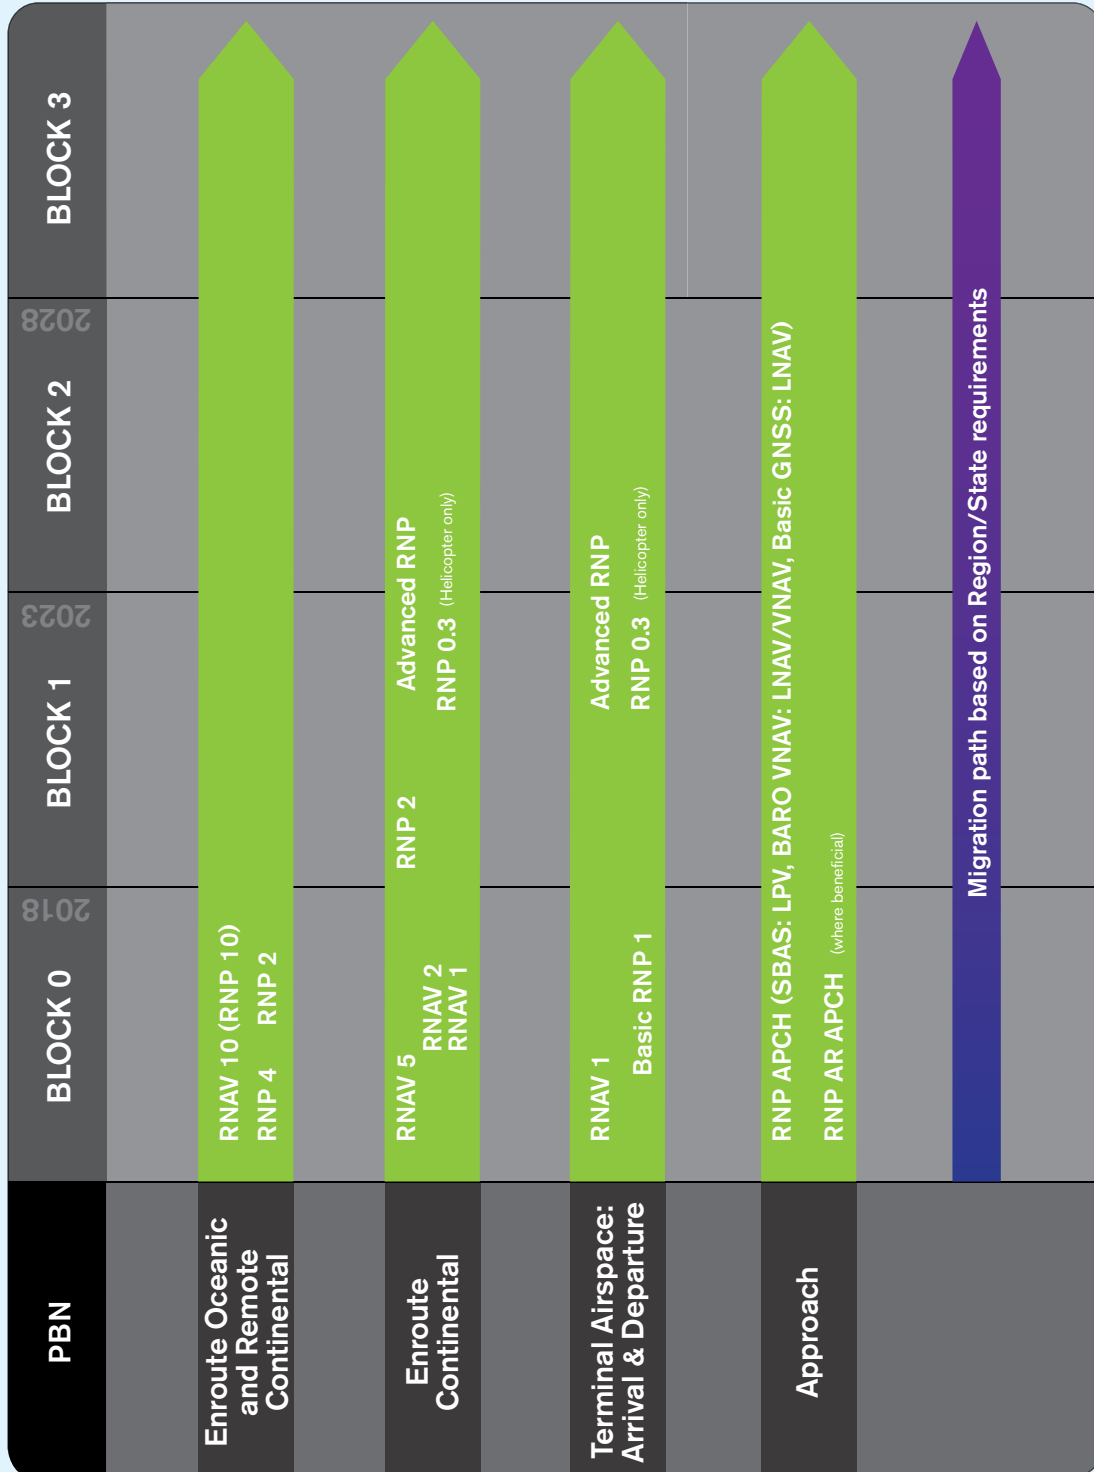 PBN
BLOCK 0
2018
BLOCK 1
2023
BLOCK 2
2028
BLOCK 3
Enroute Oceanic
and Remote
Continental
RNAV 10 (RNP 10)
RNP 4 RNP 2
Enroute
Continental
RNAV 5
RNAV 2
RNAV 1
RNP 2
Advanced RNP
RNP 0.3 (Helicopter only)
Terminal Airspace:
Arrival & Departure
RNAV 1
Basic RNP 1
Advanced RNP
RNP 0.3 (Helicopter only)
Approach
RNP APCH (SBAS: LPV, BARO VNAV: LNAV/VNAV, Basic GNSS: LNAV)
RNP AR APCH (where beneficial)
Migration path based on Region/State requirements